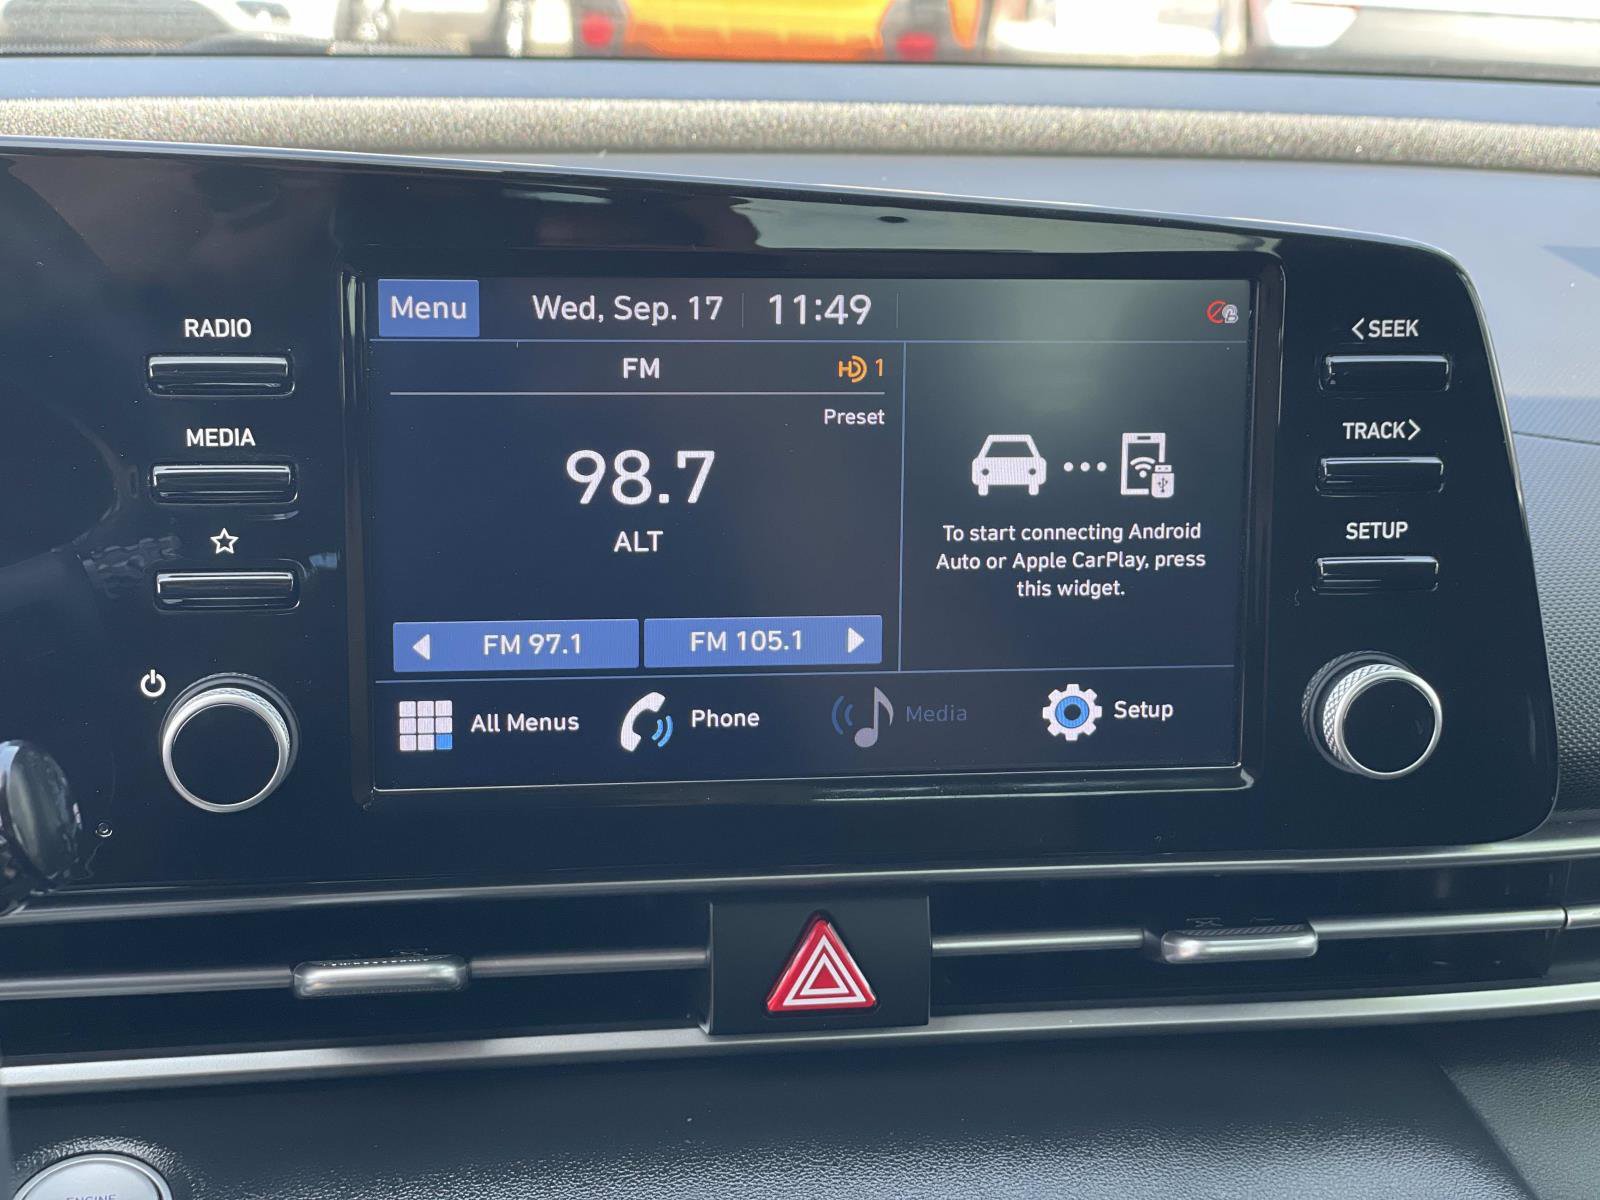 RADIO
MEDIA
Menu
Wed, Sep. 17
11:49
FM
HD 1
Preset
98.7
ALT
FM 97.1
FM 105.1
To start connecting Android
Auto or Apple CarPlay, press
this widget.
All Menus
Phone
Media
Setup
<SEEK
TRACK>
SETUP
ENGINE